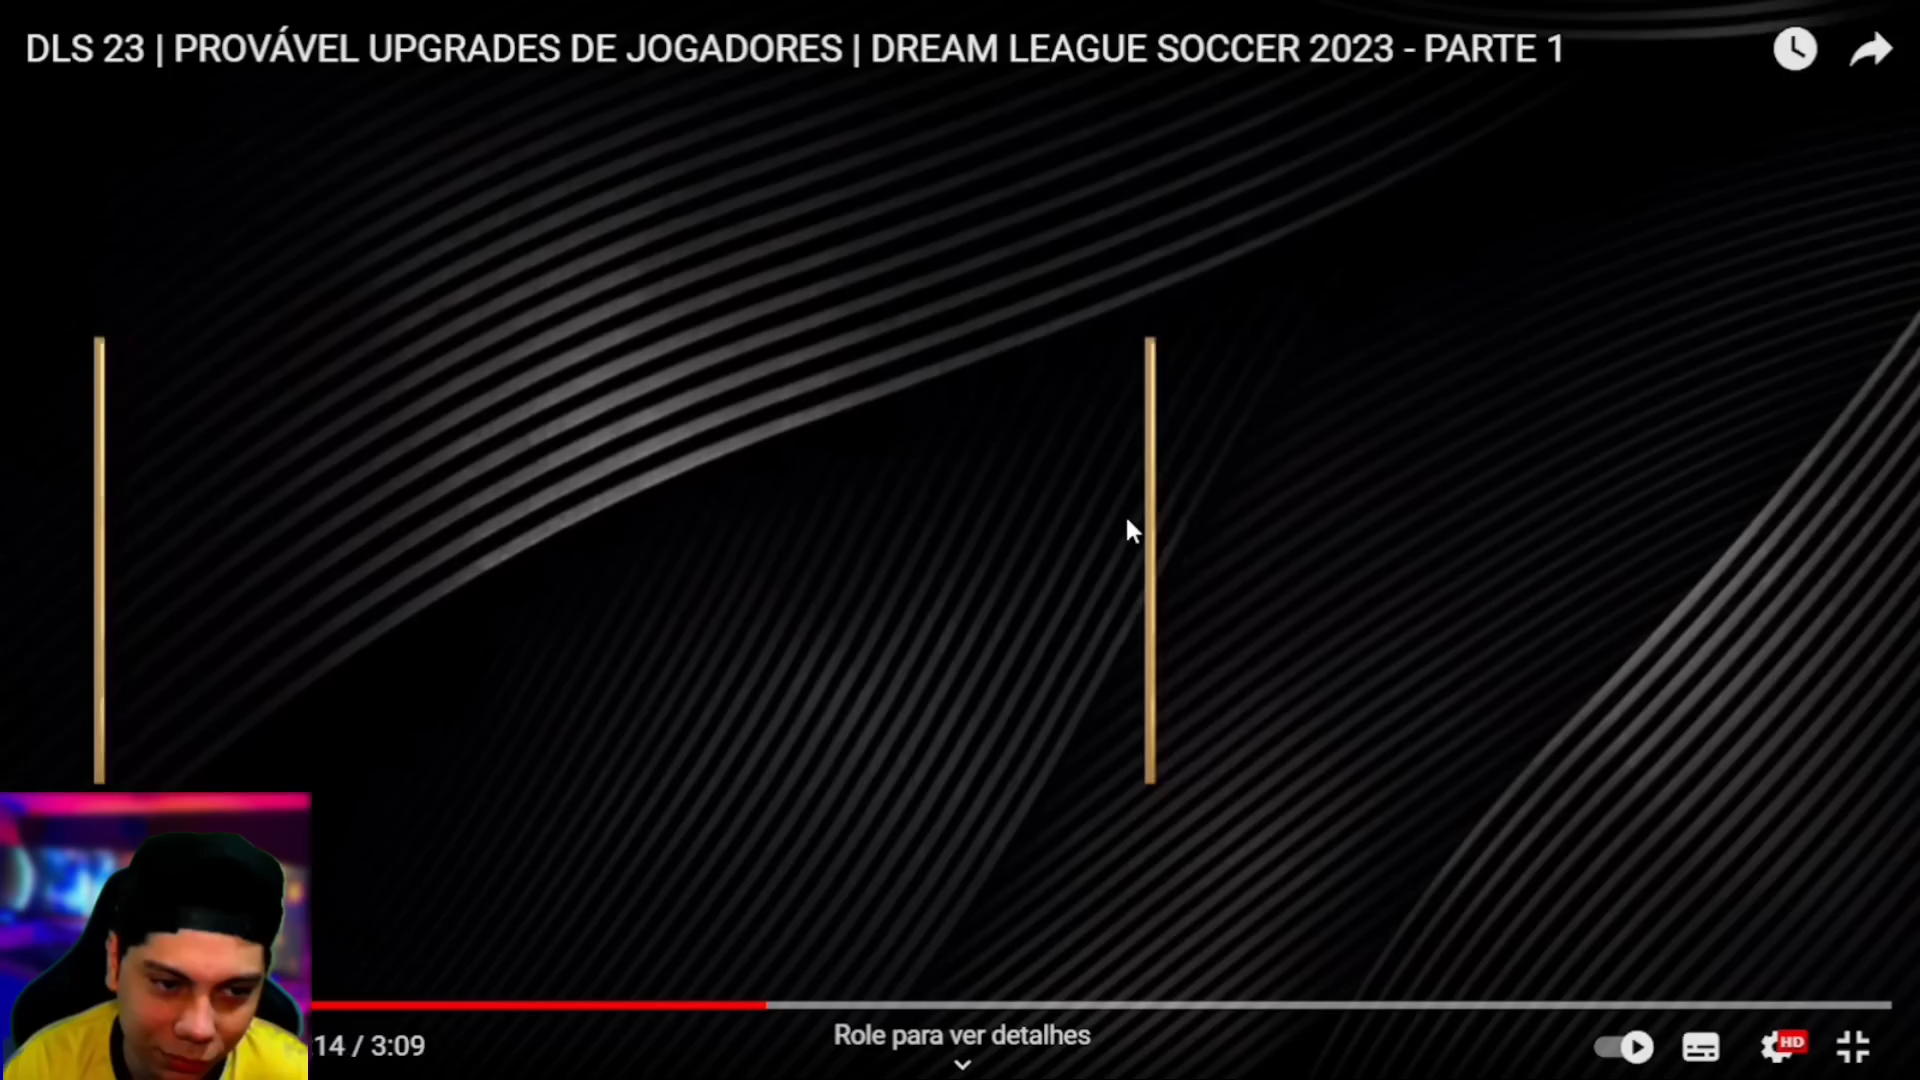 DLS 23 | PROVÁVEL UPGRADES DE JOGADORES | DREAM LEAGUE SOCCER 2023 - PARTE 1
:14 / 3:09
Role para ver detalhes
HD